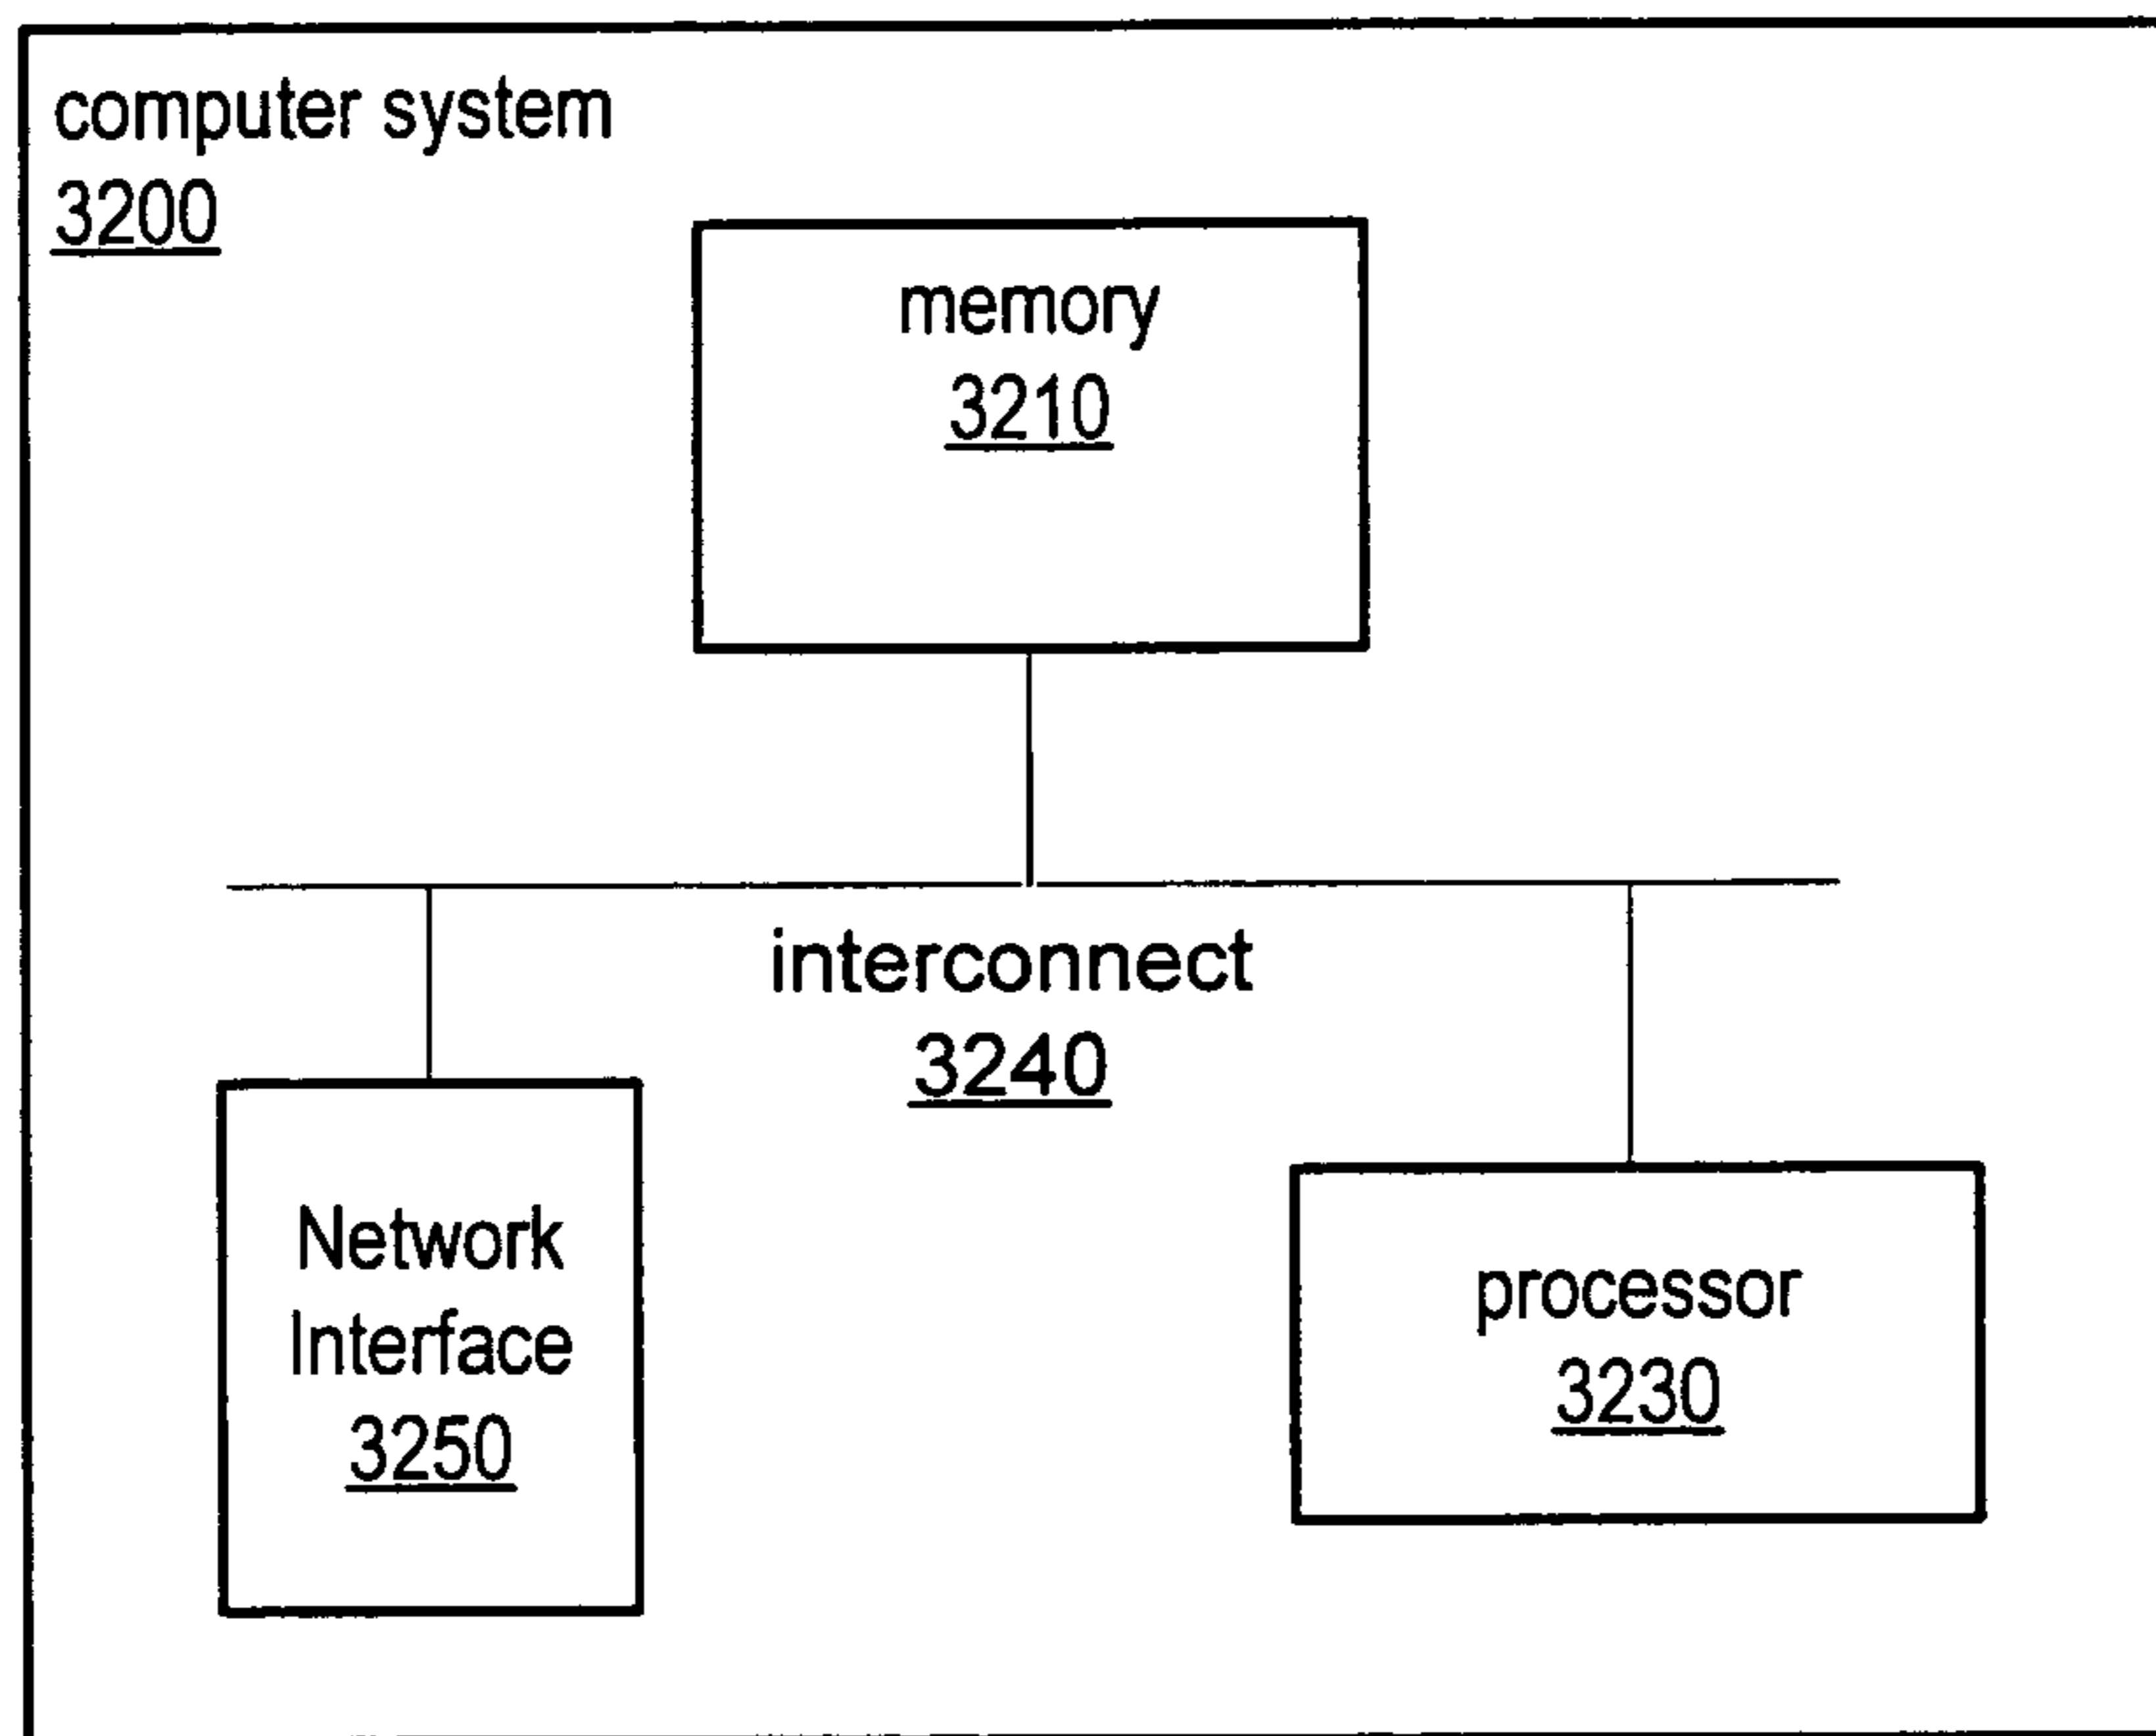 computer system
3200
memory
3210
interconnect
3240
Network
Interface
3250
processor
3230